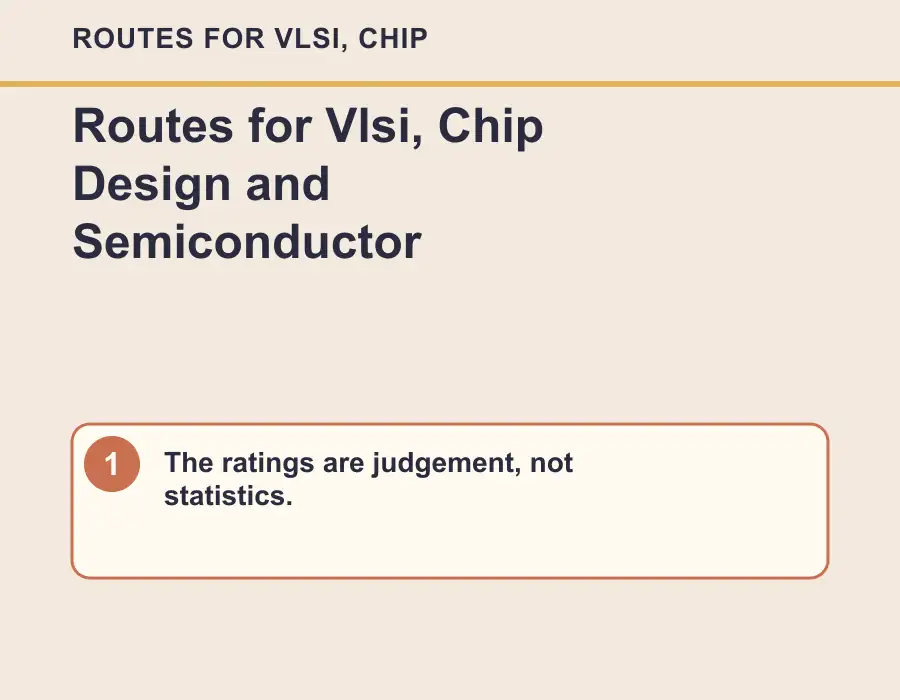 ROUTES FOR VLSI, CHIP
Routes for Vlsi, Chip
Design and
Semiconductor
1
The ratings are judgement, not
statistics.